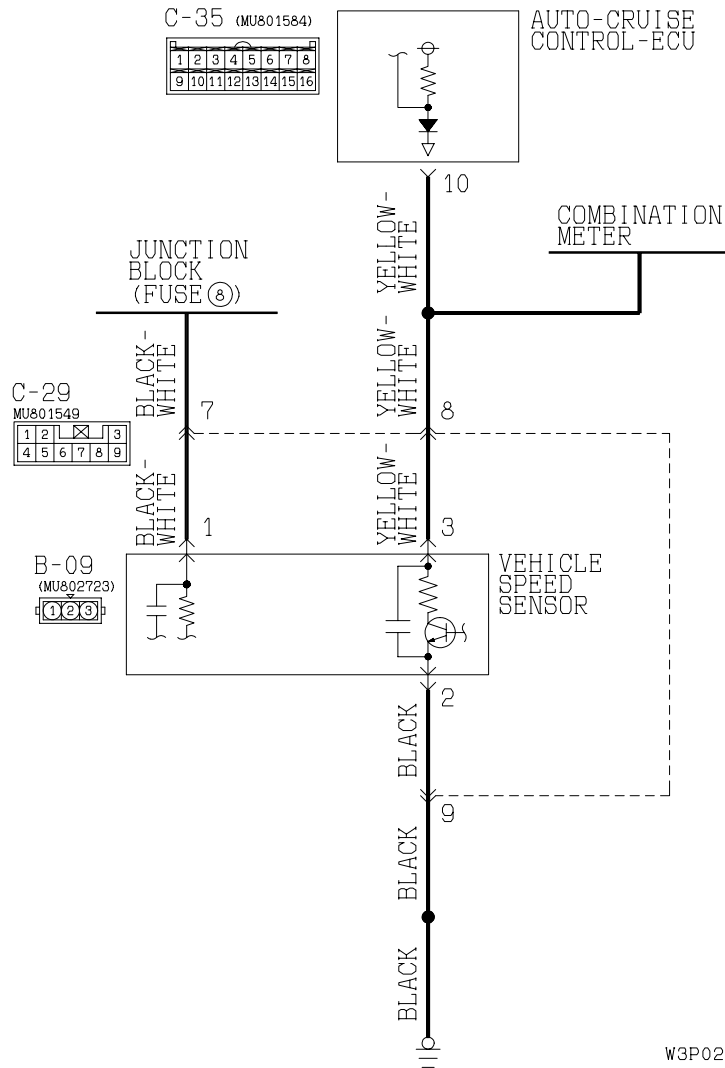 C-35 (MU801584)
1 2 3 4 5 6 7 8
9 10 11 12 13 14 15 16
AUTO-CRUISE
CONTROL-ECU
10
YELLOW-
WHITE
COMBINATION
METER
JUNCTION
BLOCK
(FUSE ⑧)
BLACK-
WHITE
YELLOW-
WHITE
C-29
MU801549
1 2 3
4 5 6 7 8 9
7
8
BLACK-
WHITE
1
YELLOW-
WHITE
3
B-09
(MU802723)
1 2 3
VEHICLE
SPEED
SENSOR
2
BLACK
9
BLACK
BLACK
W3P02